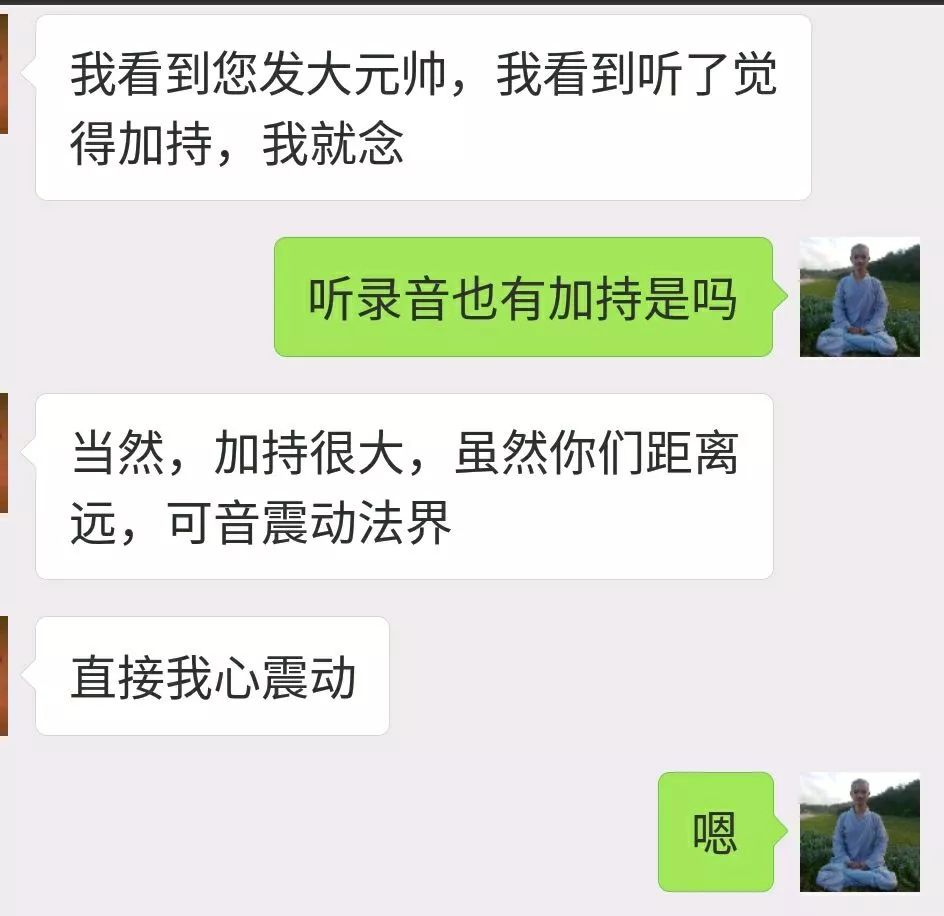 我看到您发大元帅，我看到听了觉
得加持，我就念
听录音也有加持是吗
当然，加持很大，虽然你们距离
远，可音震动法界
直接我心震动
嗯